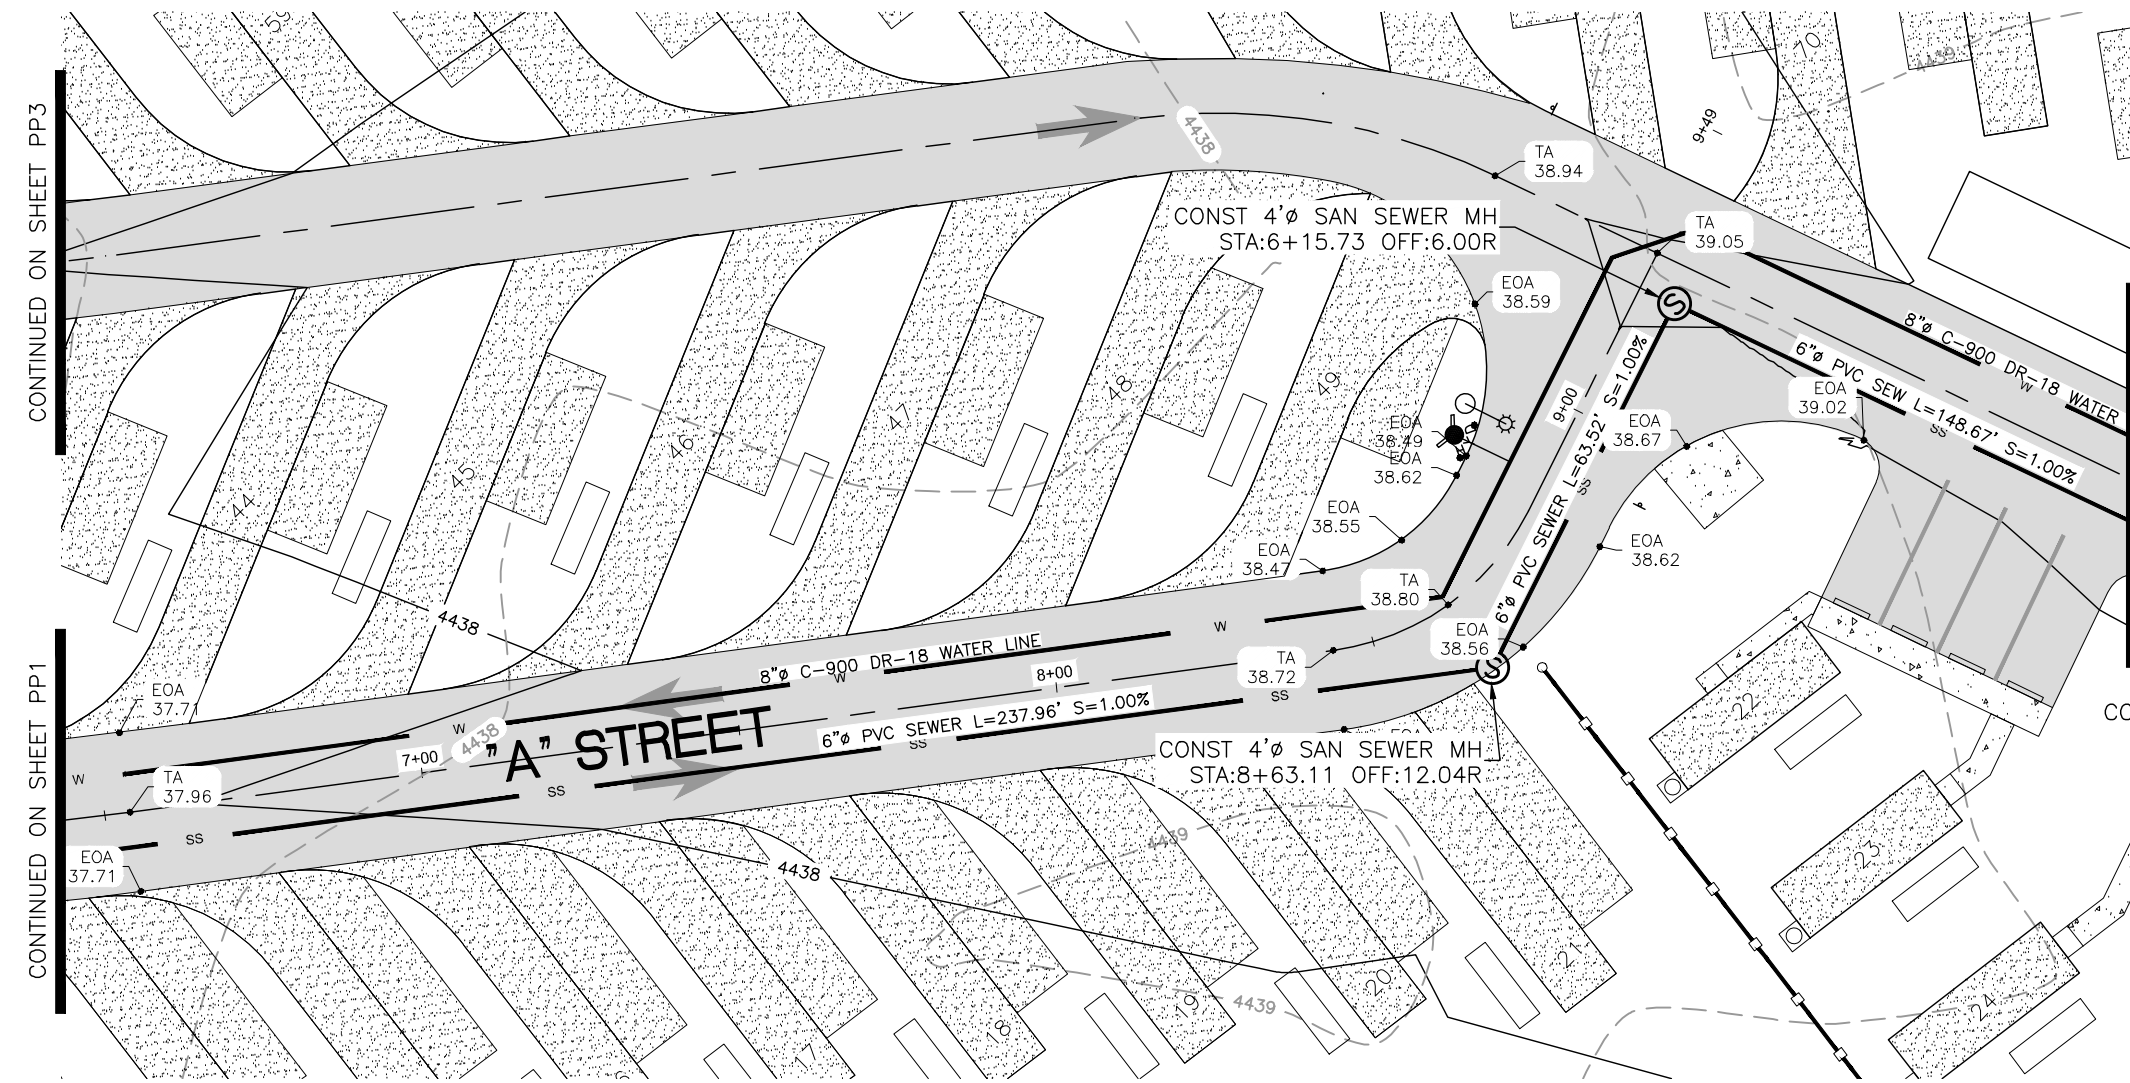 CONTINUED ON SHEET PP3
CONTINUED ON SHEET PP1
59
70
4439
9+49
4438
TA
38.94
CONST 4'ø SAN SEWER MH
STA:6+15.73 OFF:6.00R
TA
39.05
EOA
38.59
8"ø C-900 DR-18 WATER
W
6"ø PVC SEW L=148.67' S=1.00%
SS
EOA
39.02
9+00
6"ø PVC SEWER L=63.52' S=1.00%
SS
EOA
38.67
EOA
38.49
EOA
38.62
EOA
38.55
EOA
38.47
EOA
38.62
TA
38.80
EOA
38.56
TA
38.72
S
S
44
45
46
47
48
49
4438
EOA
37.71
8"ø C-900 DR-18 WATER LINE
W
W
W
W
8+00
7+00
4438
"A" STREET
6"ø PVC SEWER L=237.96' S=1.00%
SS
SS
SS
SS
TA
37.96
EOA
37.71
CONST 4'ø SAN SEWER MH
STA:8+63.11 OFF:12.04R
4438
4439
4439
17
18
19
20
21
22
23
24